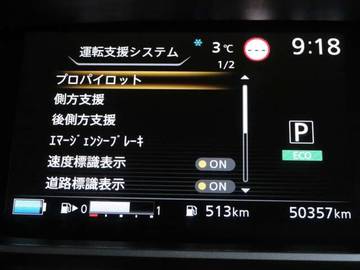 運転支援システム
3℃
9:18
1/2
プロパイロット
側方支援
後側方支援
ｴﾏｰｼﾞｪﾝｼｰﾌﾞﾚｰｷ
P
ECO
速度標識表示 ON
道路標識表示 ON
0 1
513km
50357km